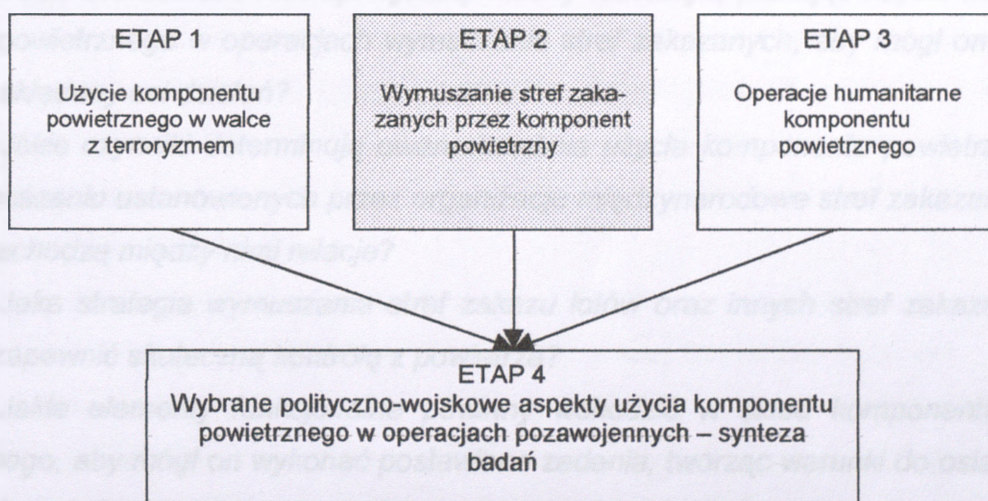 ETAP 1
Użycie komponentu
powietrznego w walce
z terroryzmem
ETAP 2
Wymuszanie stref zaka-
zanych przez komponent
powietrzny
ETAP 3
Operacje humanitarne
komponentu
powietrznego
ETAP 4
Wybrane polityczno-wojskowe aspekty użycia komponentu
powietrznego w operacjach pozawojennych – synteza
badań